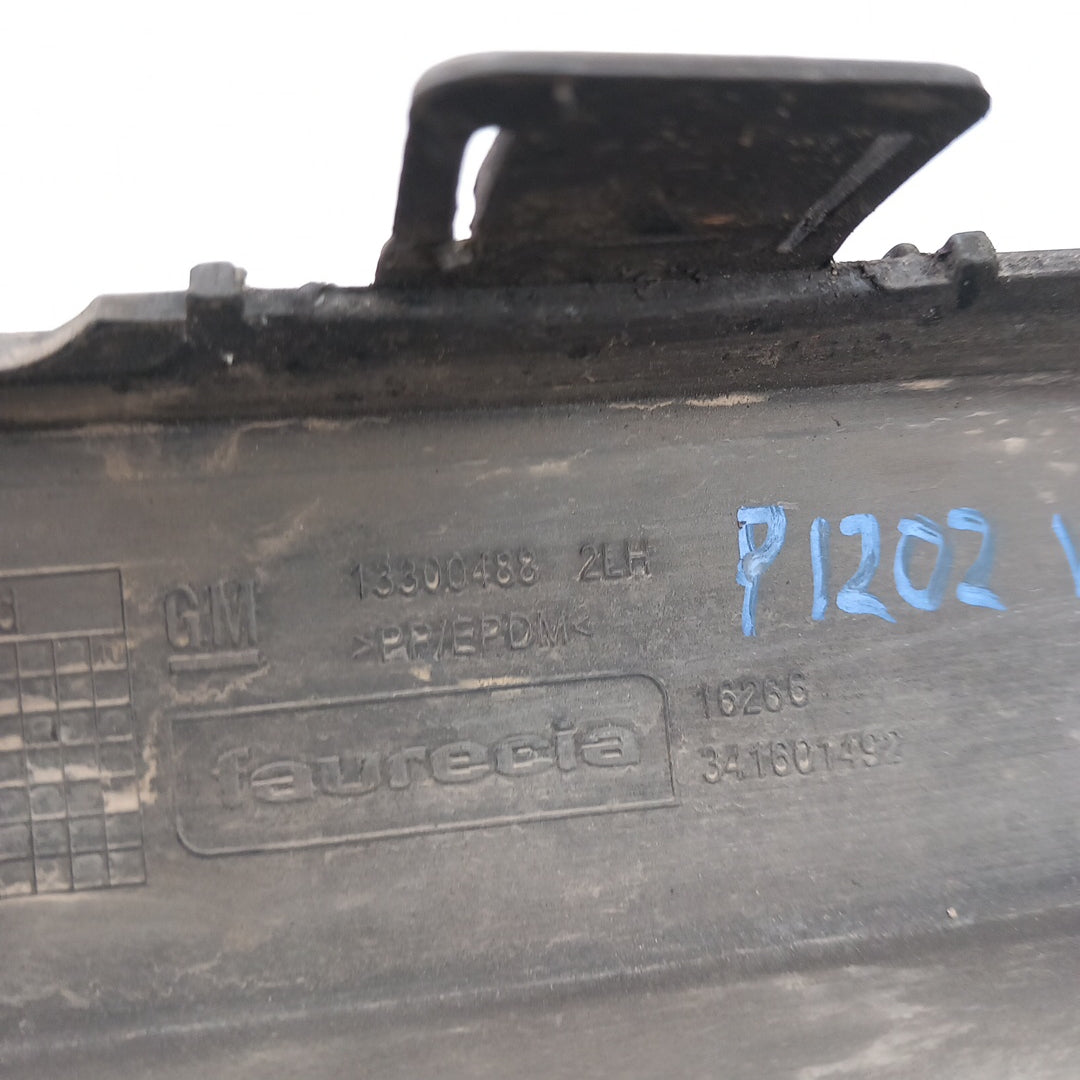 13300488 2LH
GM
>PP/EPDM<
faurecia
16266
341601492
P1202